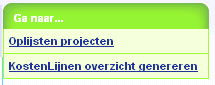 Ga naar...
Oplijsten projecten
KostenLijnen overzicht genereren